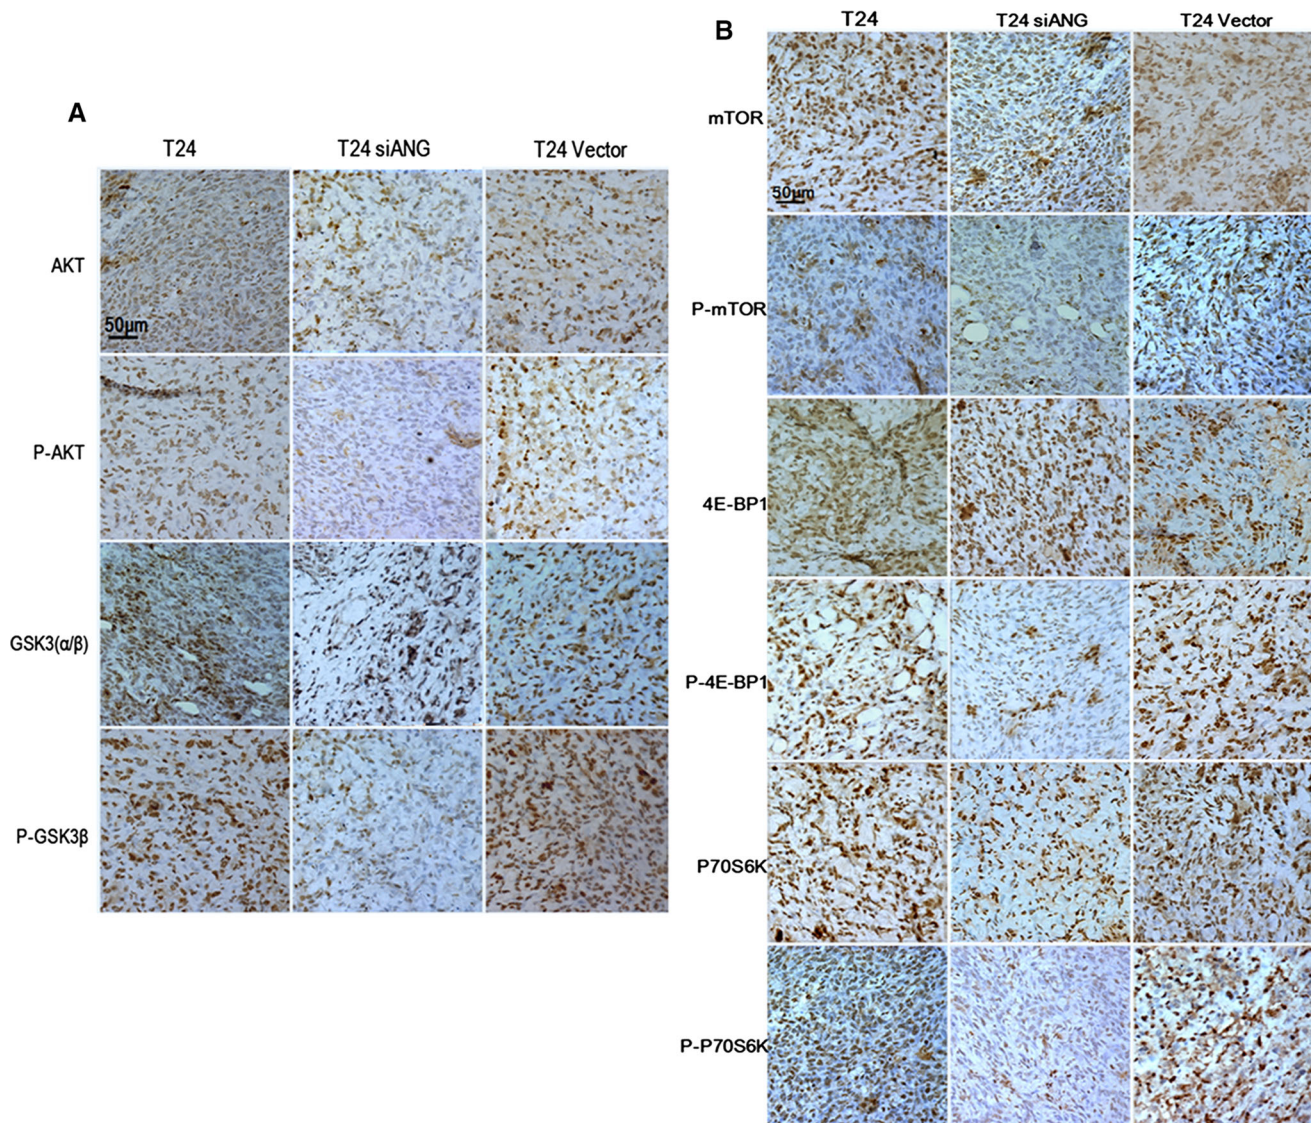 A
T24 T24 siANG T24 Vector
AKT
50µm
P-AKT
GSK3(α/β)
P-GSK3β
B
T24 T24 siANG T24 Vector
mTOR
50µm
P-mTOR
4E-BP1
P-4E-BP1
P70S6K
P-P70S6K